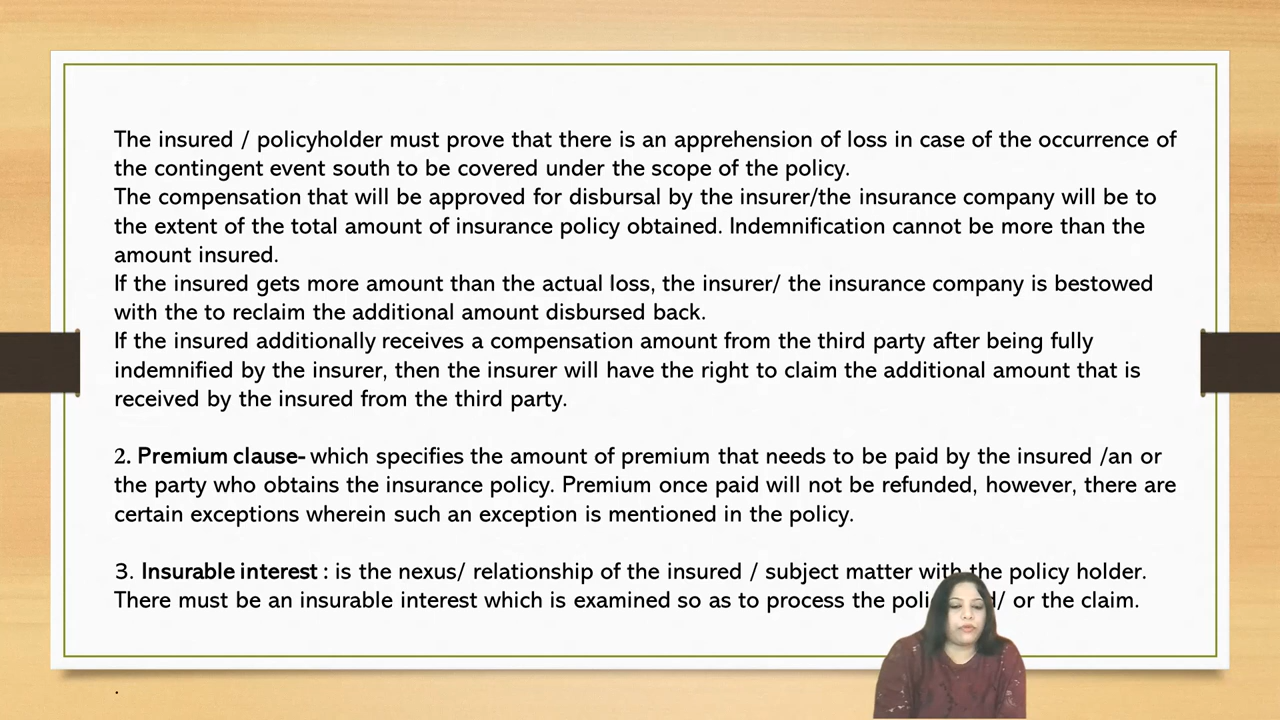 The insured / policyholder must prove that there is an apprehension of loss in case of the occurrence of
the contingent event south to be covered under the scope of the policy.
The compensation that will be approved for disbursal by the insurer/the insurance company will be to
the extent of the total amount of insurance policy obtained. Indemnification cannot be more than the
amount insured.
If the insured gets more amount than the actual loss, the insurer/ the insurance company is bestowed
with the to reclaim the additional amount disbursed back.
If the insured additionally receives a compensation amount from the third party after being fully
indemnified by the insurer, then the insurer will have the right to claim the additional amount that is
received by the insured from the third party.
2. Premium clause- which specifies the amount of premium that needs to be paid by the insured /an or
the party who obtains the insurance policy. Premium once paid will not be refunded, however, there are
certain exceptions wherein such an exception is mentioned in the policy.
3. Insurable interest : is the nexus/ relationship of the insured / subject matter with the policy holder.
There must be an insurable interest which is examined so as to process the / or the claim.
.